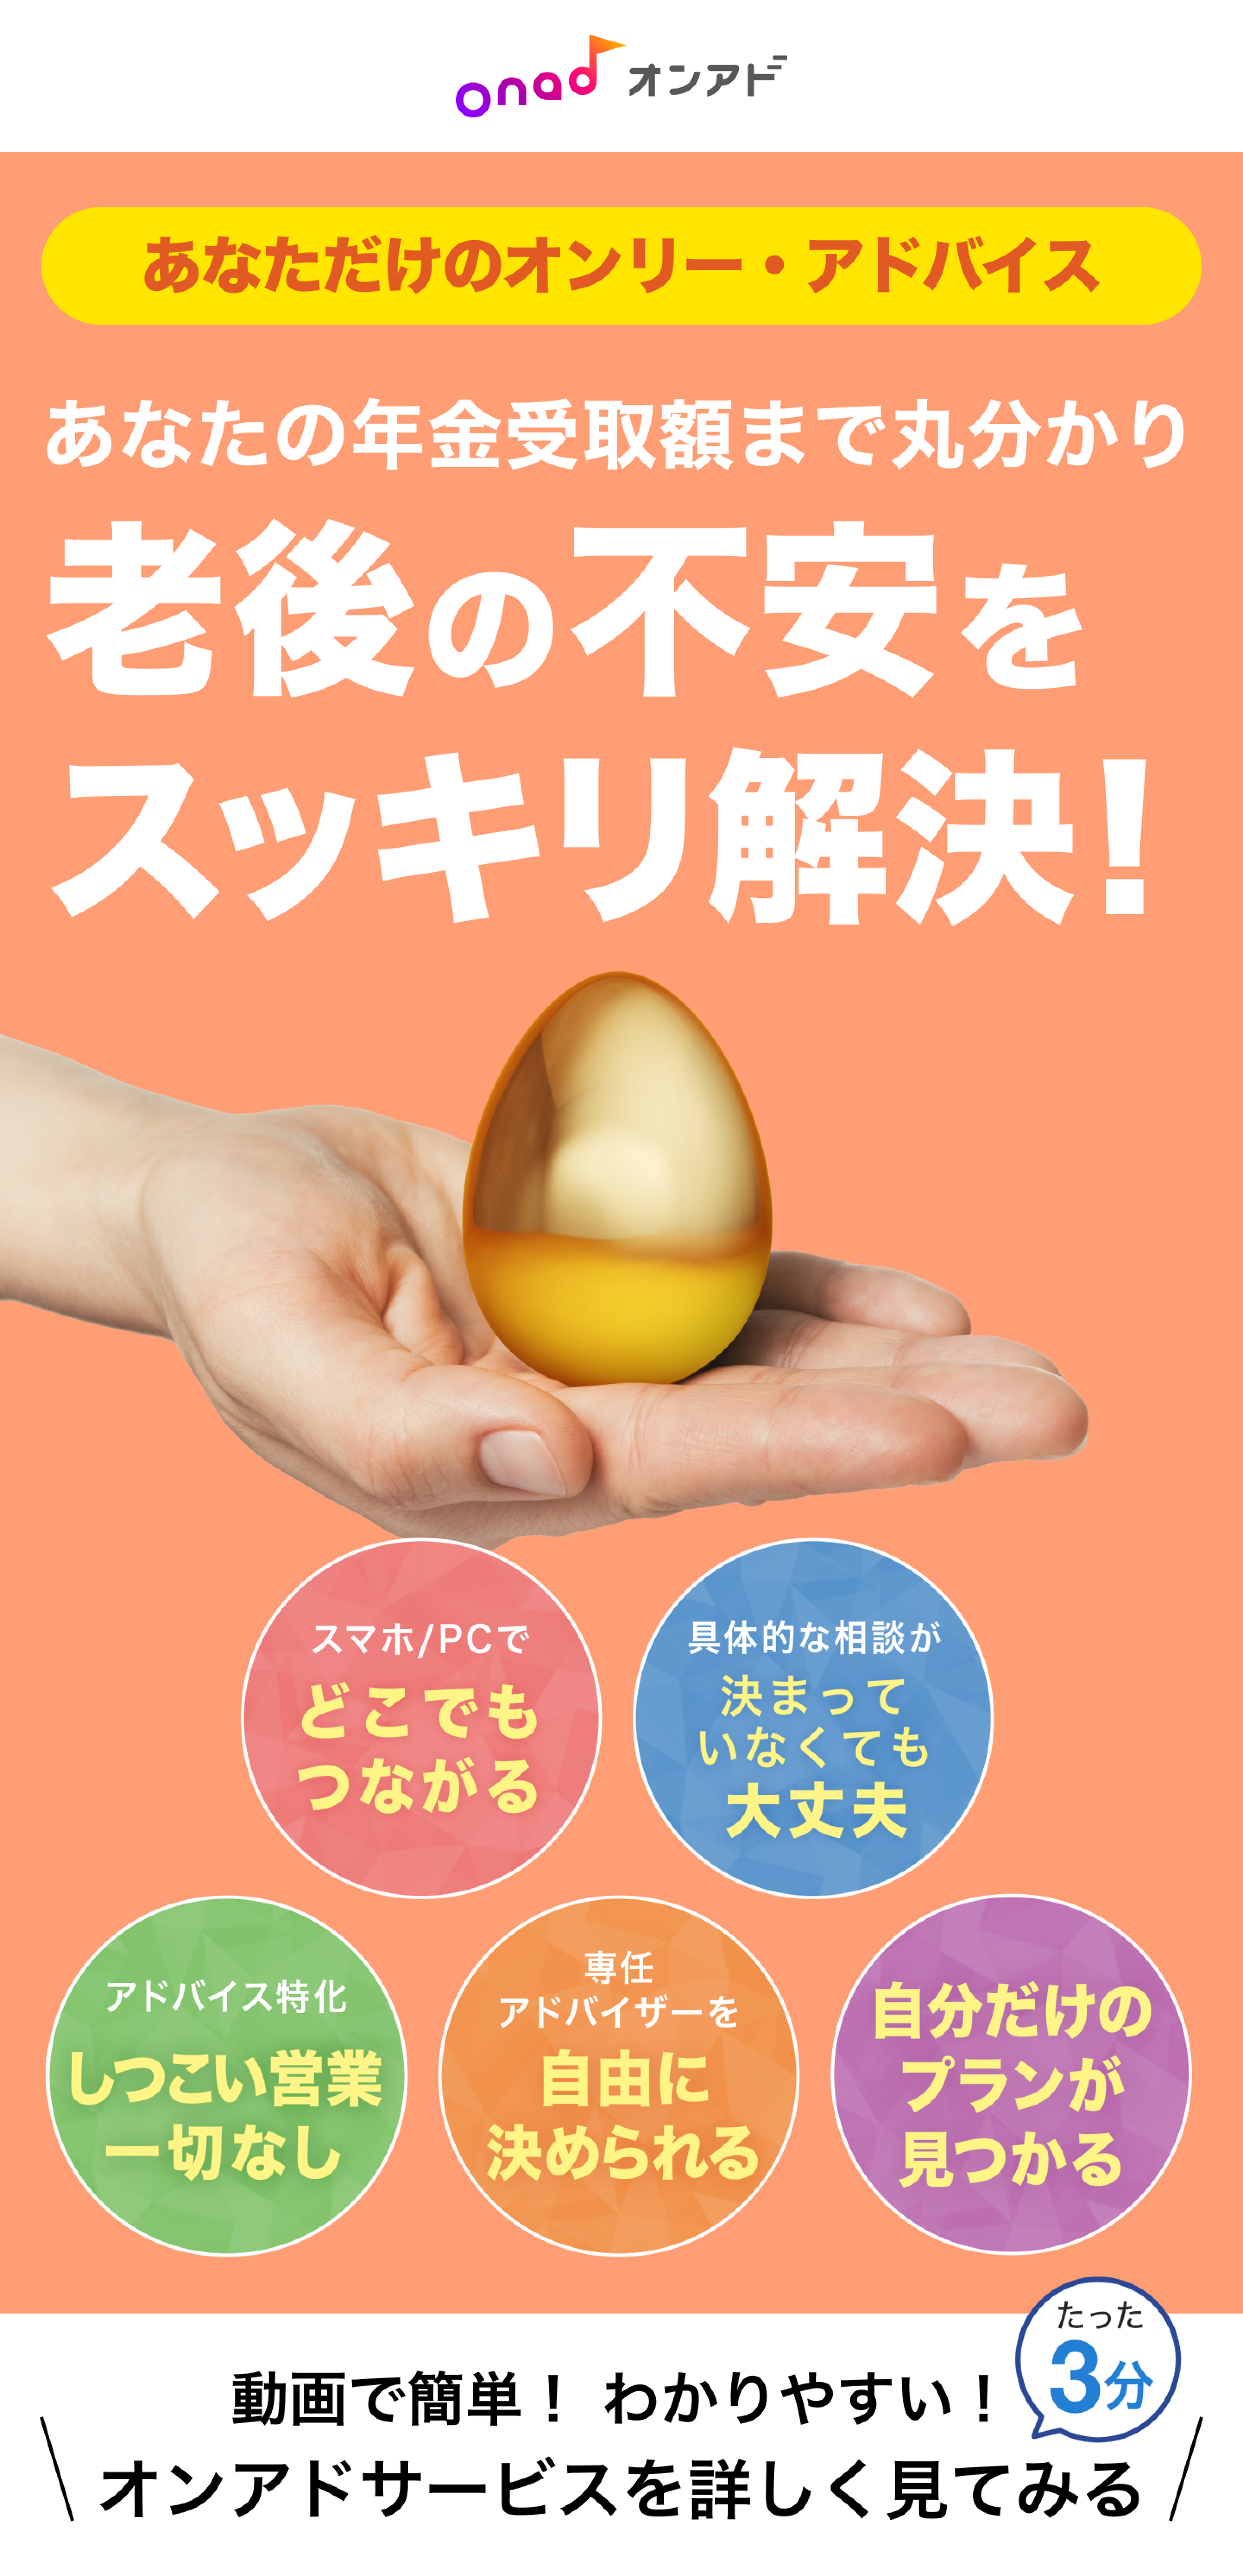 onad オンアド
あなただけのオンリー・アドバイス
あなたの年金受取額まで丸分かり
老後の不安を
スッキリ解決!
スマホ/PCで
どこでも
つながる
具体的な相談が
決まって
いなくても
大丈夫
アドバイス特化
しつこい営業
一切なし
専任
アドバイザーを
自由に
決められる
自分だけの
プランが
見つかる
たった
3分
動画で簡単！ わかりやすい！
オンアドサービスを詳しく見てみる